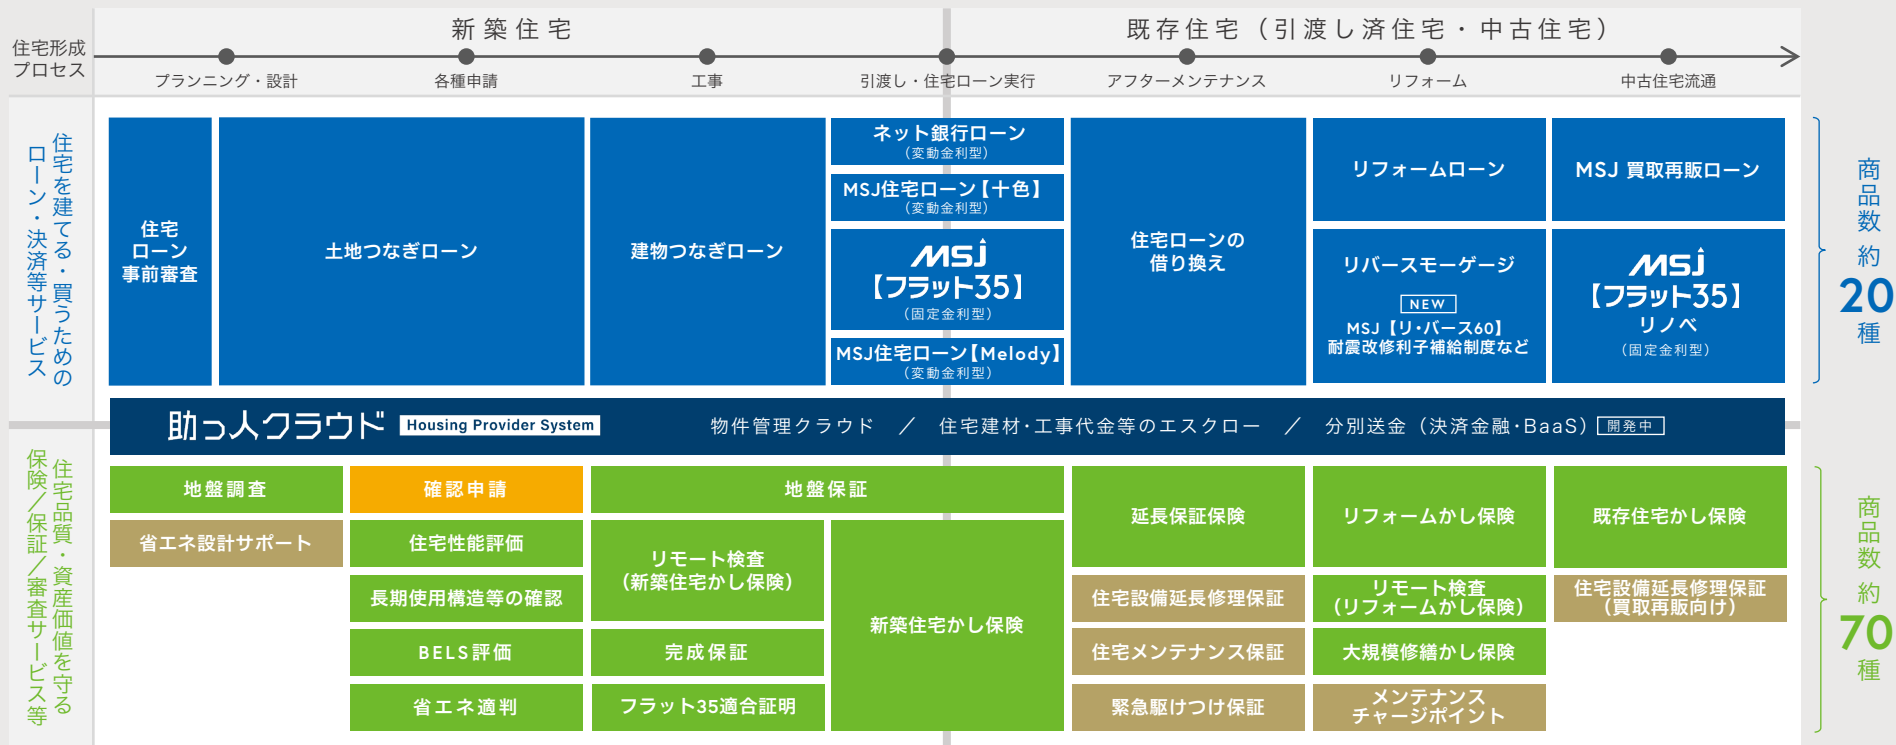 住宅形成
プロセス
新築住宅
既存住宅（引渡し済住宅・中古住宅）
プランニング・設計
各種申請
工事
引渡し・住宅ローン実行
アフターメンテナンス
リフォーム
中古住宅流通
住宅を建てる・買うための
ローン・決済等サービス
住宅
ローン
事前審査
土地つなぎローン
建物つなぎローン
ネット銀行ローン
（変動金利型）
MSJ住宅ローン【十色】
（変動金利型）
MSJ
【フラット35】
（固定金利型）
MSJ住宅ローン【Melody】
（変動金利型）
住宅ローンの
借り換え
リフォームローン
リバースモーゲージ
NEW
MSJ【リ・バース60】
耐震改修利子補給制度など
MSJ 買取再販ローン
MSJ
【フラット35】
リノベ
（固定金利型）
商品数 約
20
種
助っ人クラウド
Housing Provider System
物件管理クラウド ／ 住宅建材・工事代金等のエスクロー ／ 分別送金（決済金融・BaaS）開発中
住宅品質・資産価値を守る
保険／保証／審査サービス等
地盤調査
省エネ設計サポート
確認申請
住宅性能評価
長期使用構造等の確認
BELS評価
省エネ適判
地盤保証
リモート検査
（新築住宅かし保険）
完成保証
フラット35適合証明
新築住宅かし保険
延長保証保険
住宅設備延長修理保証
住宅メンテナンス保証
緊急駆けつけ保証
リフォームかし保険
リモート検査
（リフォームかし保険）
大規模修繕かし保険
メンテナンス
チャージポイント
既存住宅かし保険
住宅設備延長修理保証
（買取再販向け）
商品数 約
70
種